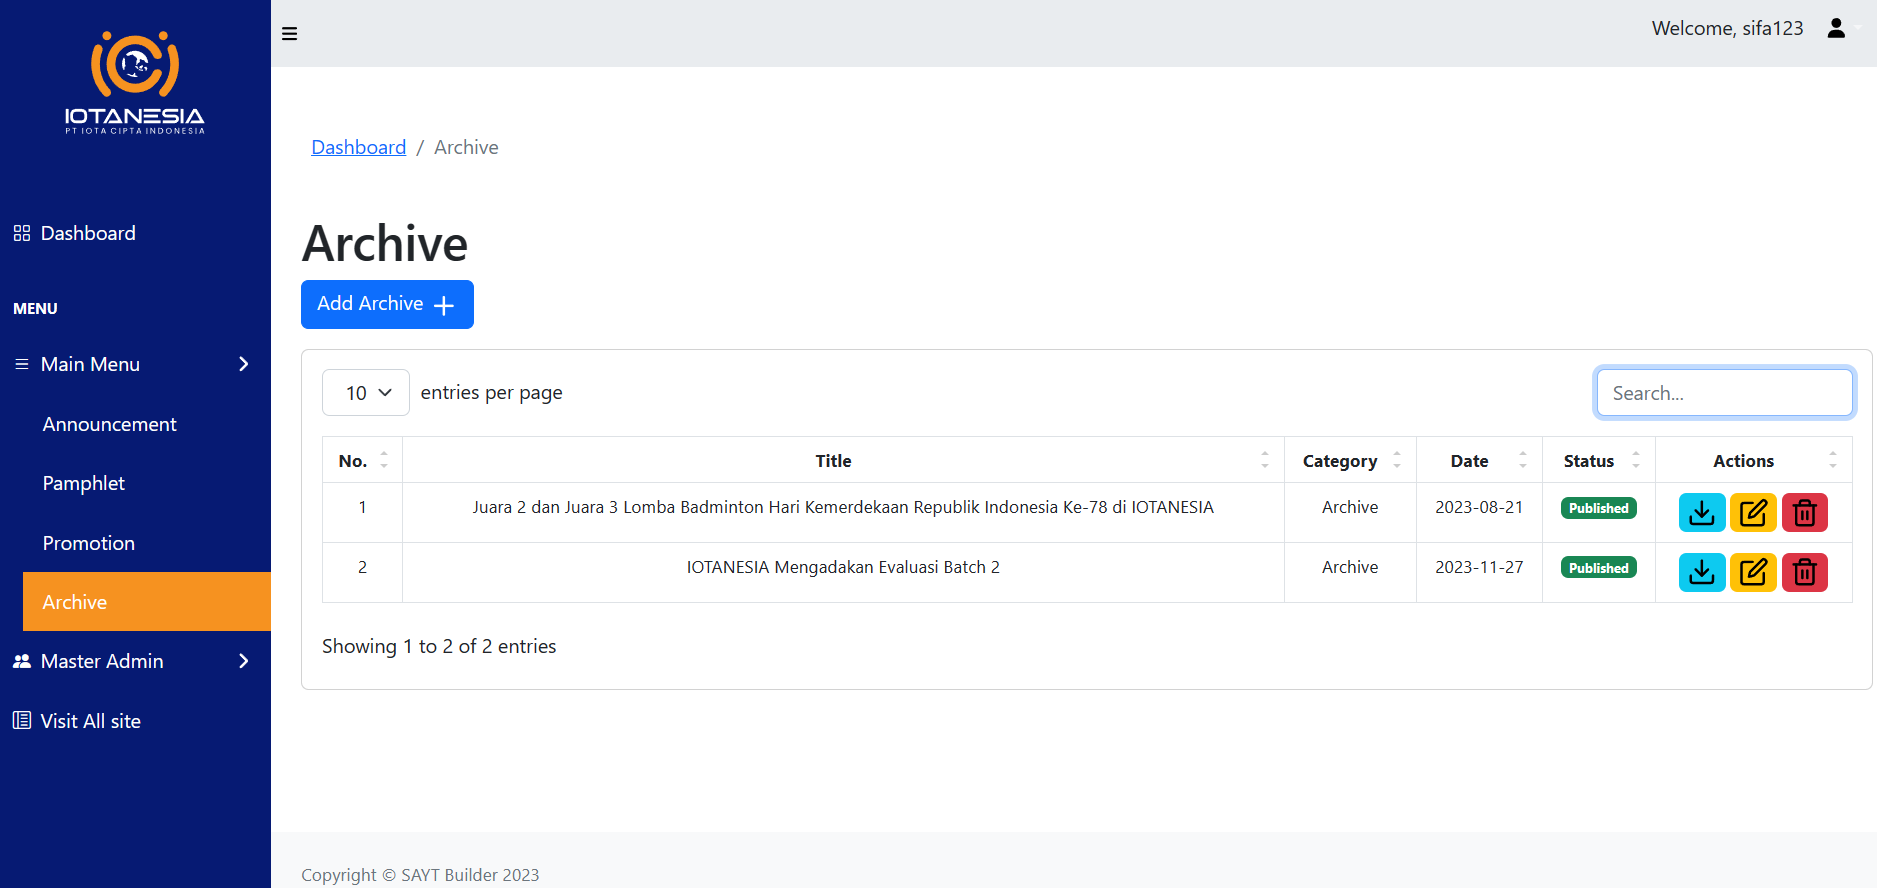 IOTANESIA
PT IOTA CIPTA INDONESIA
Dashboard
MENU
Main Menu
Announcement
Pamphlet
Promotion
Archive
Master Admin
Visit All site
Welcome, sifa123
Dashboard / Archive
Archive
Add Archive
10 entries per page
Search...
No. Title Category Date Status Actions
1 Juara 2 dan Juara 3 Lomba Badminton Hari Kemerdekaan Republik Indonesia Ke-78 di IOTANESIA Archive 2023-08-21 Published
2 IOTANESIA Mengadakan Evaluasi Batch 2 Archive 2023-11-27 Published
Showing 1 to 2 of 2 entries
Copyright © SAYT Builder 2023